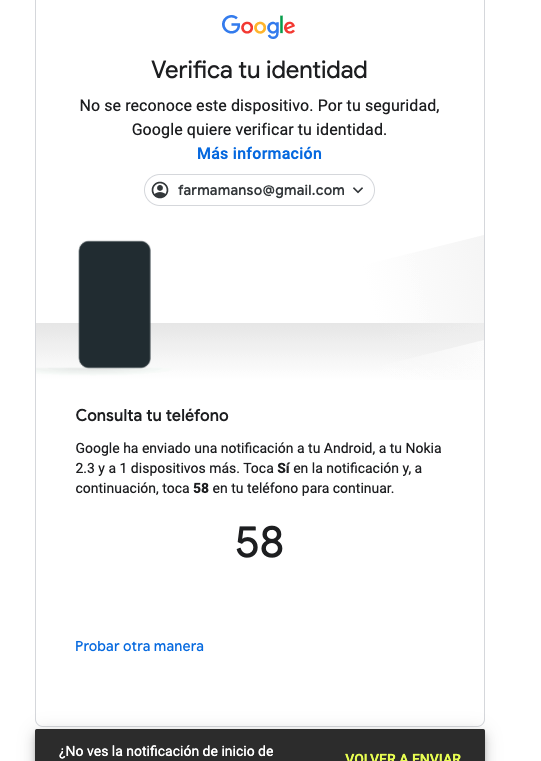 Google
Verifica tu identidad
No se reconoce este dispositivo. Por tu seguridad,
Google quiere verificar tu identidad.
Más información
farmamanso@gmail.com
Consulta tu teléfono
Google ha enviado una notificación a tu Android, a tu Nokia
2.3 y a 1 dispositivos más. Toca Sí en la notificación y, a
continuación, toca 58 en tu teléfono para continuar.
58
Probar otra manera
¿No ves la notificación de inicio de
VOLVER A ENVIAR